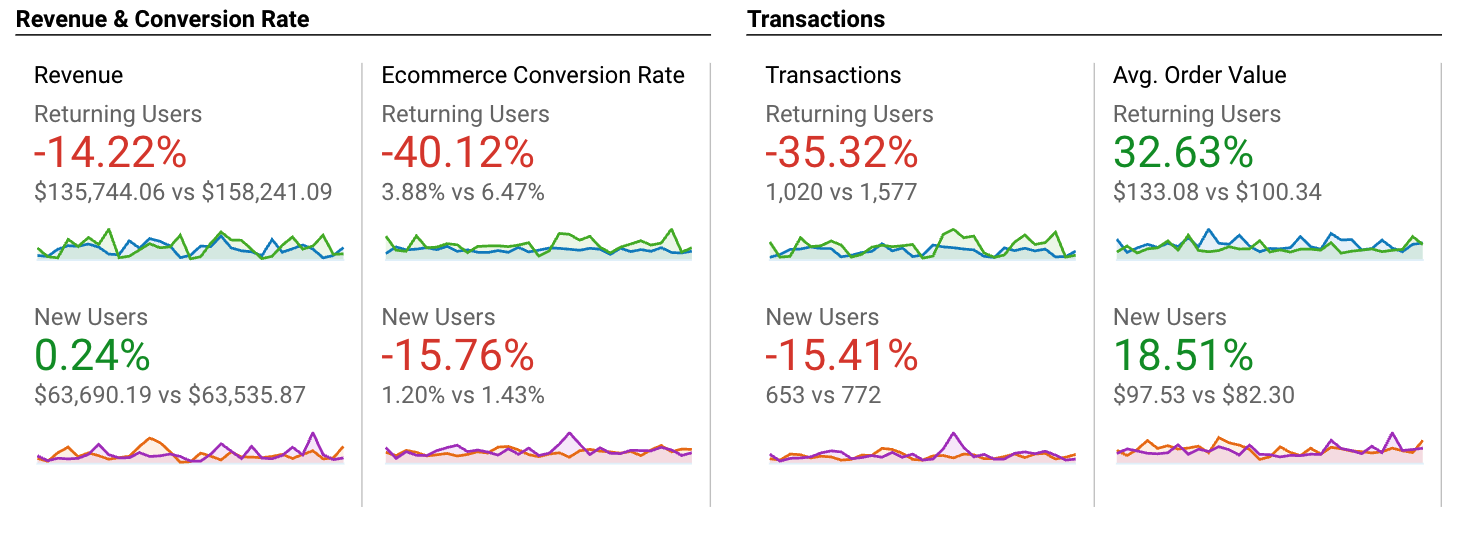 Revenue & Conversion Rate
Revenue
Returning Users
-14.22%
$135,744.06 vs $158,241.09
New Users
0.24%
$63,690.19 vs $63,535.87
Ecommerce Conversion Rate
Returning Users
-40.12%
3.88% vs 6.47%
New Users
-15.76%
1.20% vs 1.43%
Transactions
Transactions
Returning Users
-35.32%
1,020 vs 1,577
New Users
-15.41%
653 vs 772
Avg. Order Value
Returning Users
32.63%
$133.08 vs $100.34
New Users
18.51%
$97.53 vs $82.30